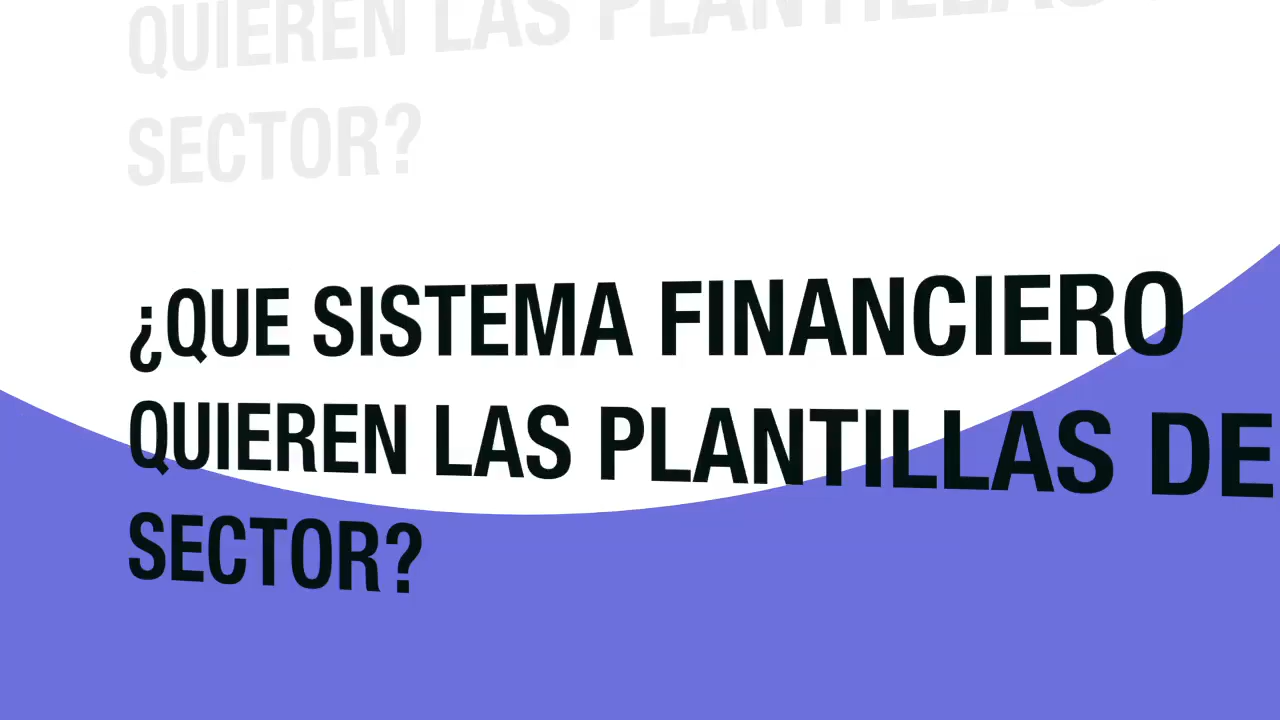 QUIEREN LAS PLANTILLAS
SECTOR?
¿QUE SISTEMA FINANCIERO
QUIEREN LAS PLANTILLAS DE
SECTOR?